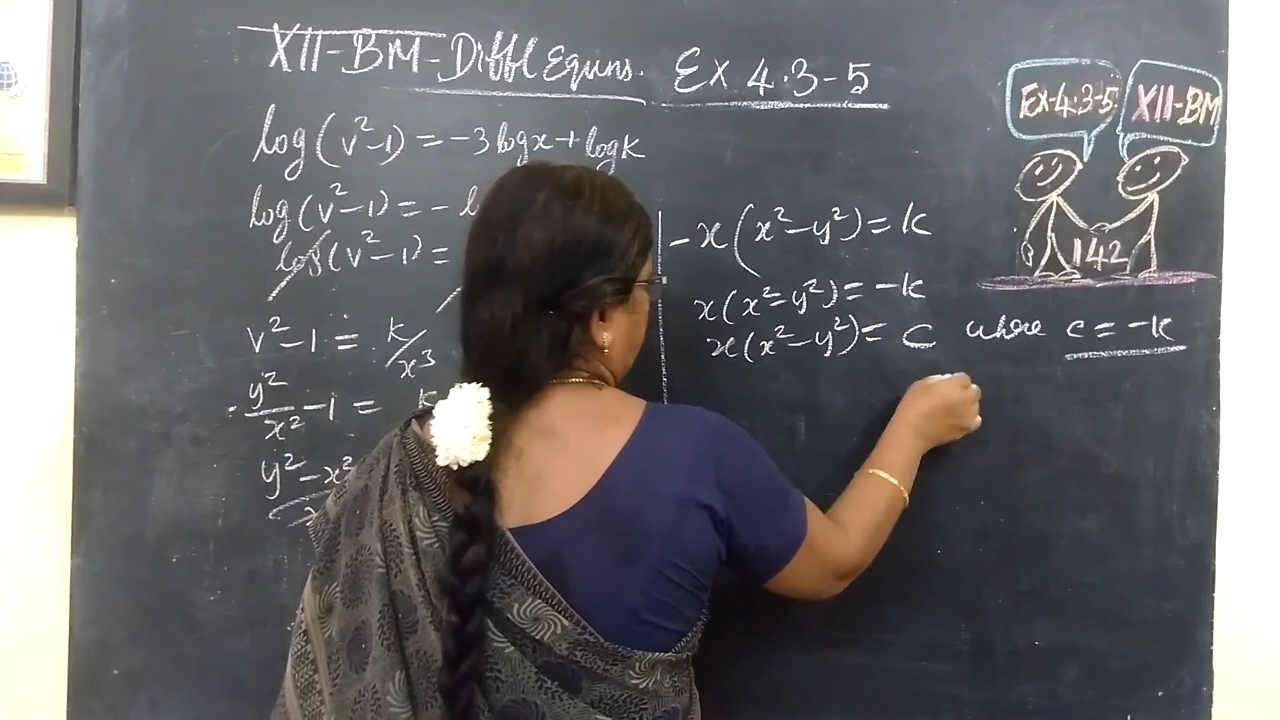 XII-BM-Diffl Equns. Ex 4.3-5
log(v²-1) = -3 logx + logk
log(v²-1) = -
log(v²-1) =
v²-1 = k/x³
y²/x² - 1 = k
y²-x²
-x(x²-y²) = k
x(x²-y²) = -k
x(x²-y²) = C where c = -k
Ex-4.3-5 XII-BM
142